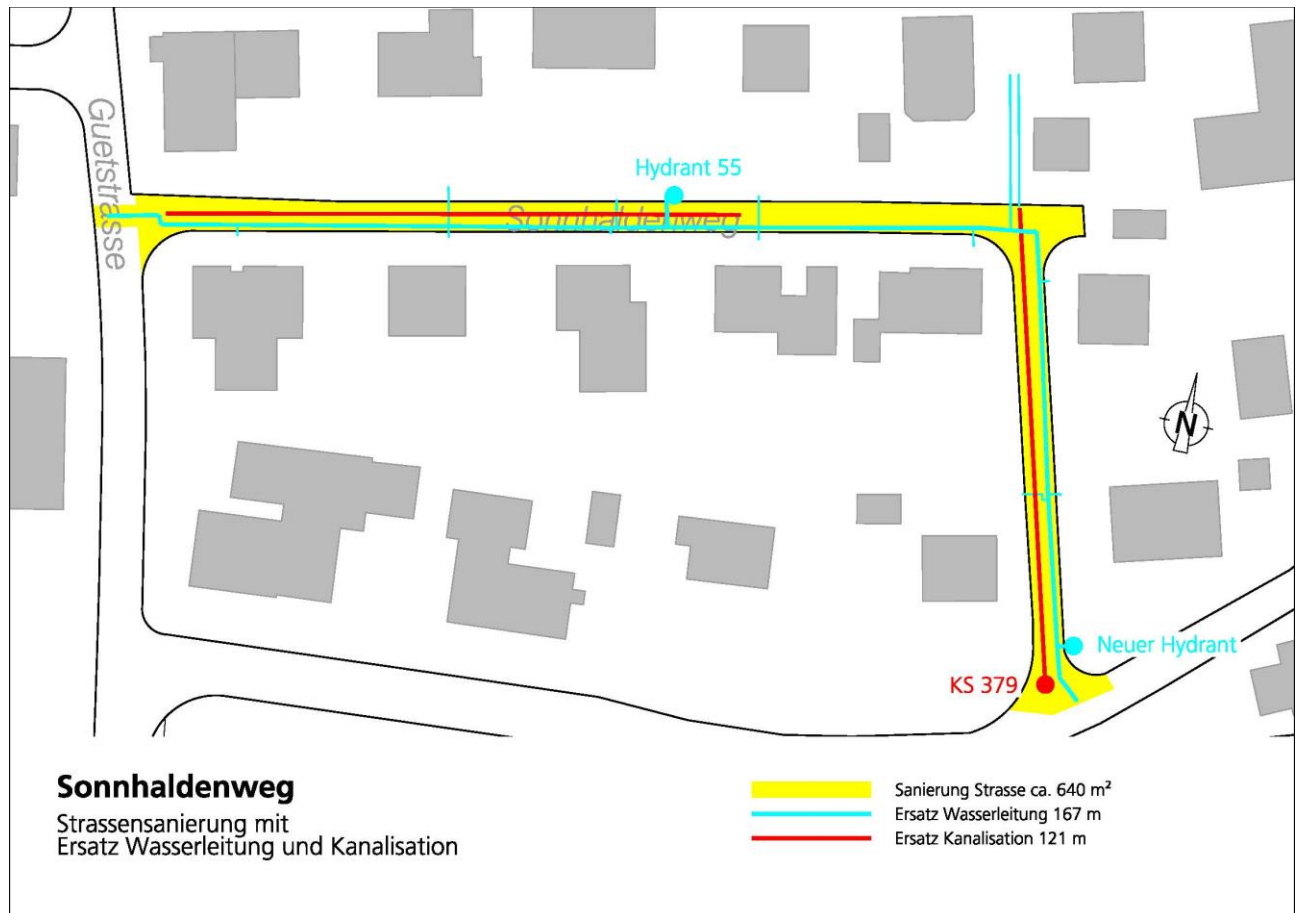 Guetstrasse
Hydrant 55
Sonnhaldenweg
N
Neuer Hydrant
KS 379
Sonnhaldenweg
Strassensanierung mit
Ersatz Wasserleitung und Kanalisation
Sanierung Strasse ca. 640 m²
Ersatz Wasserleitung 167 m
Ersatz Kanalisation 121 m